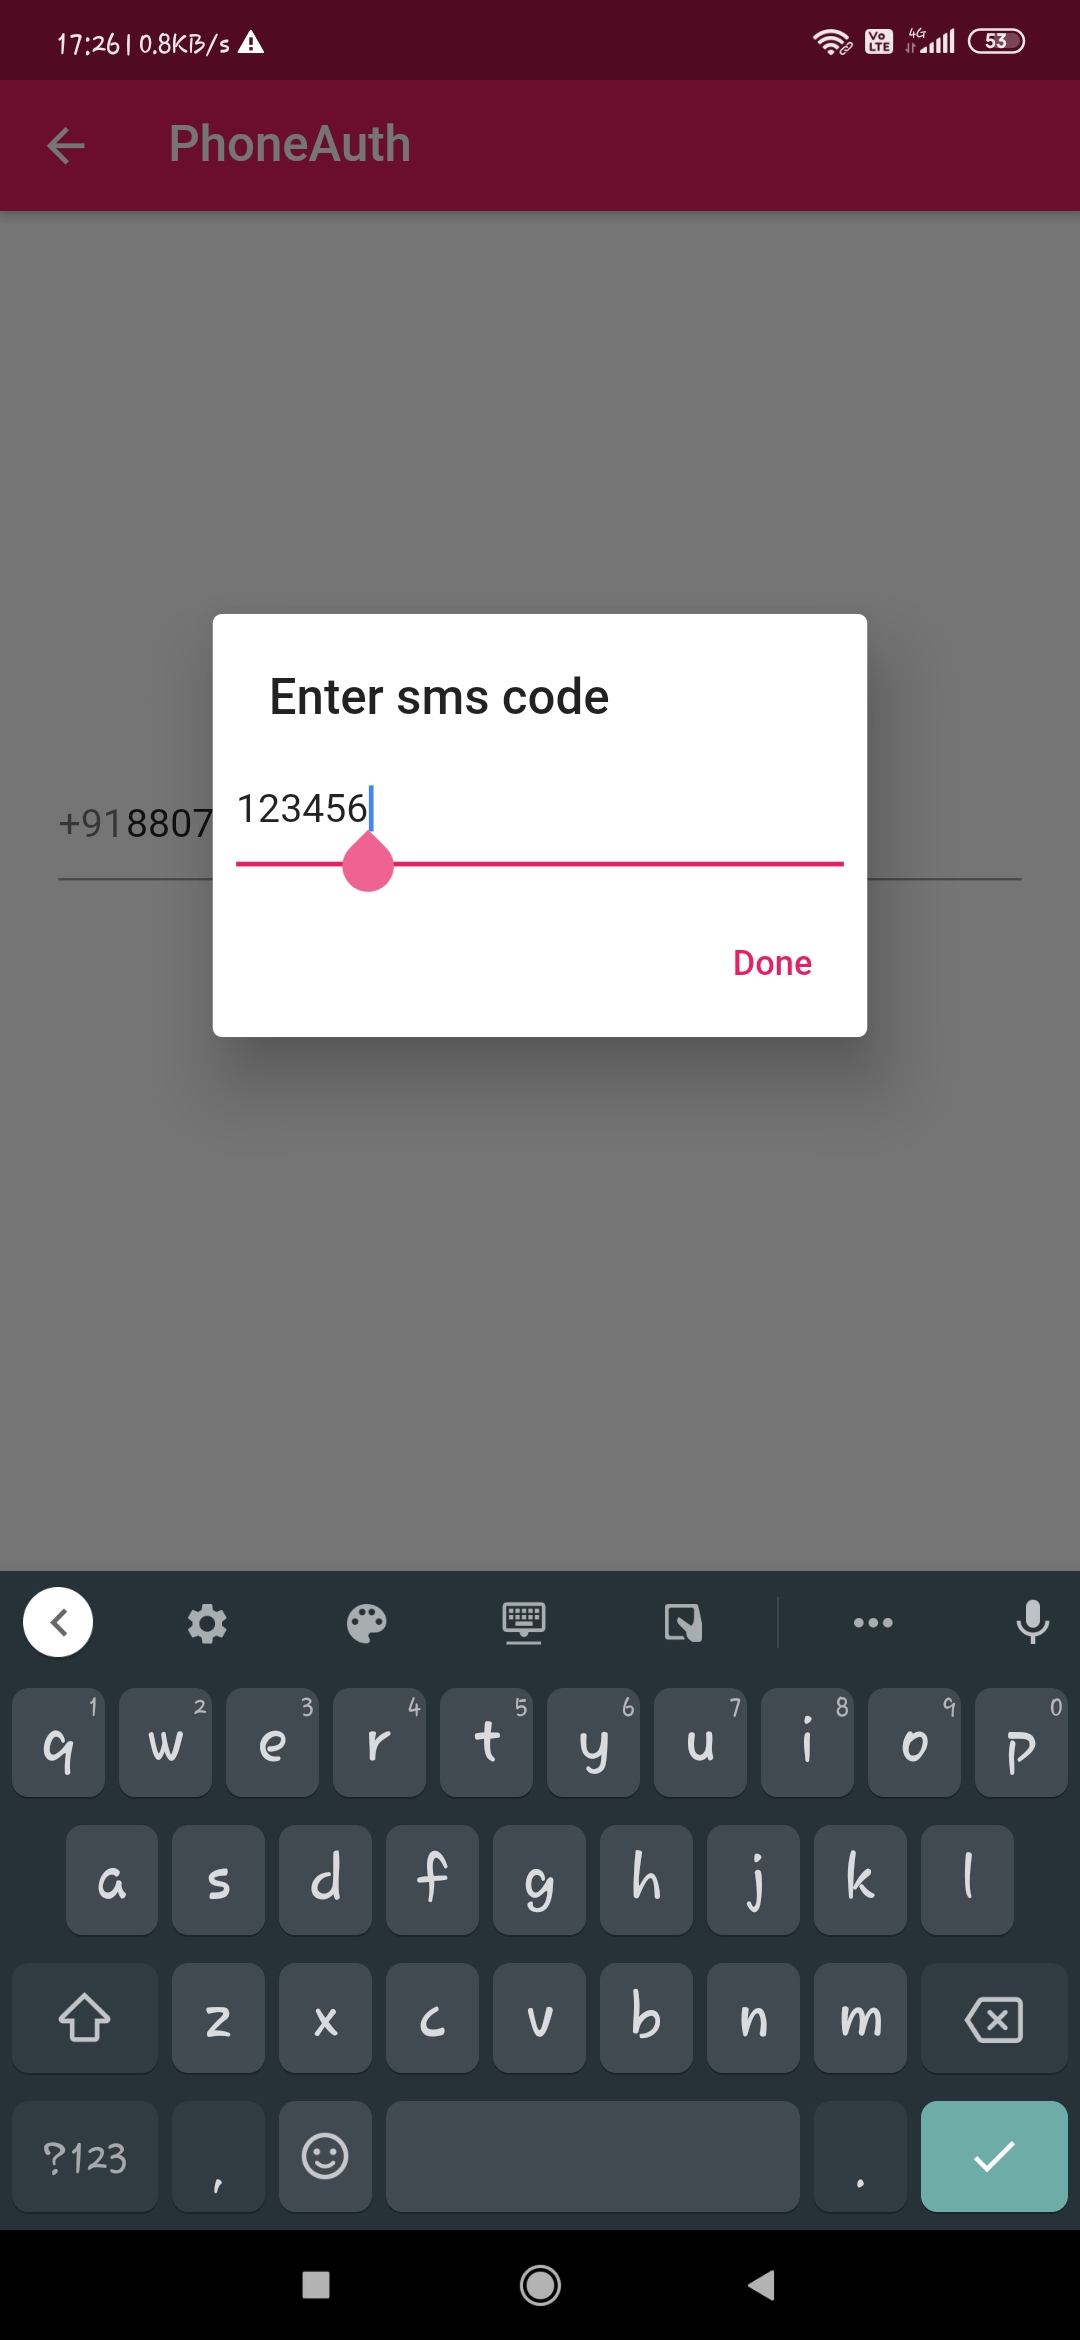 17:26 | 0.8KB/s
Vo LTE 4G 53
PhoneAuth
Enter sms code
+918807
123456
Done
1 2 3 4 5 6 7 8 9 0
q w e r t y u i o p
a s d f g h j k l
z x c v b n m
?123 , .